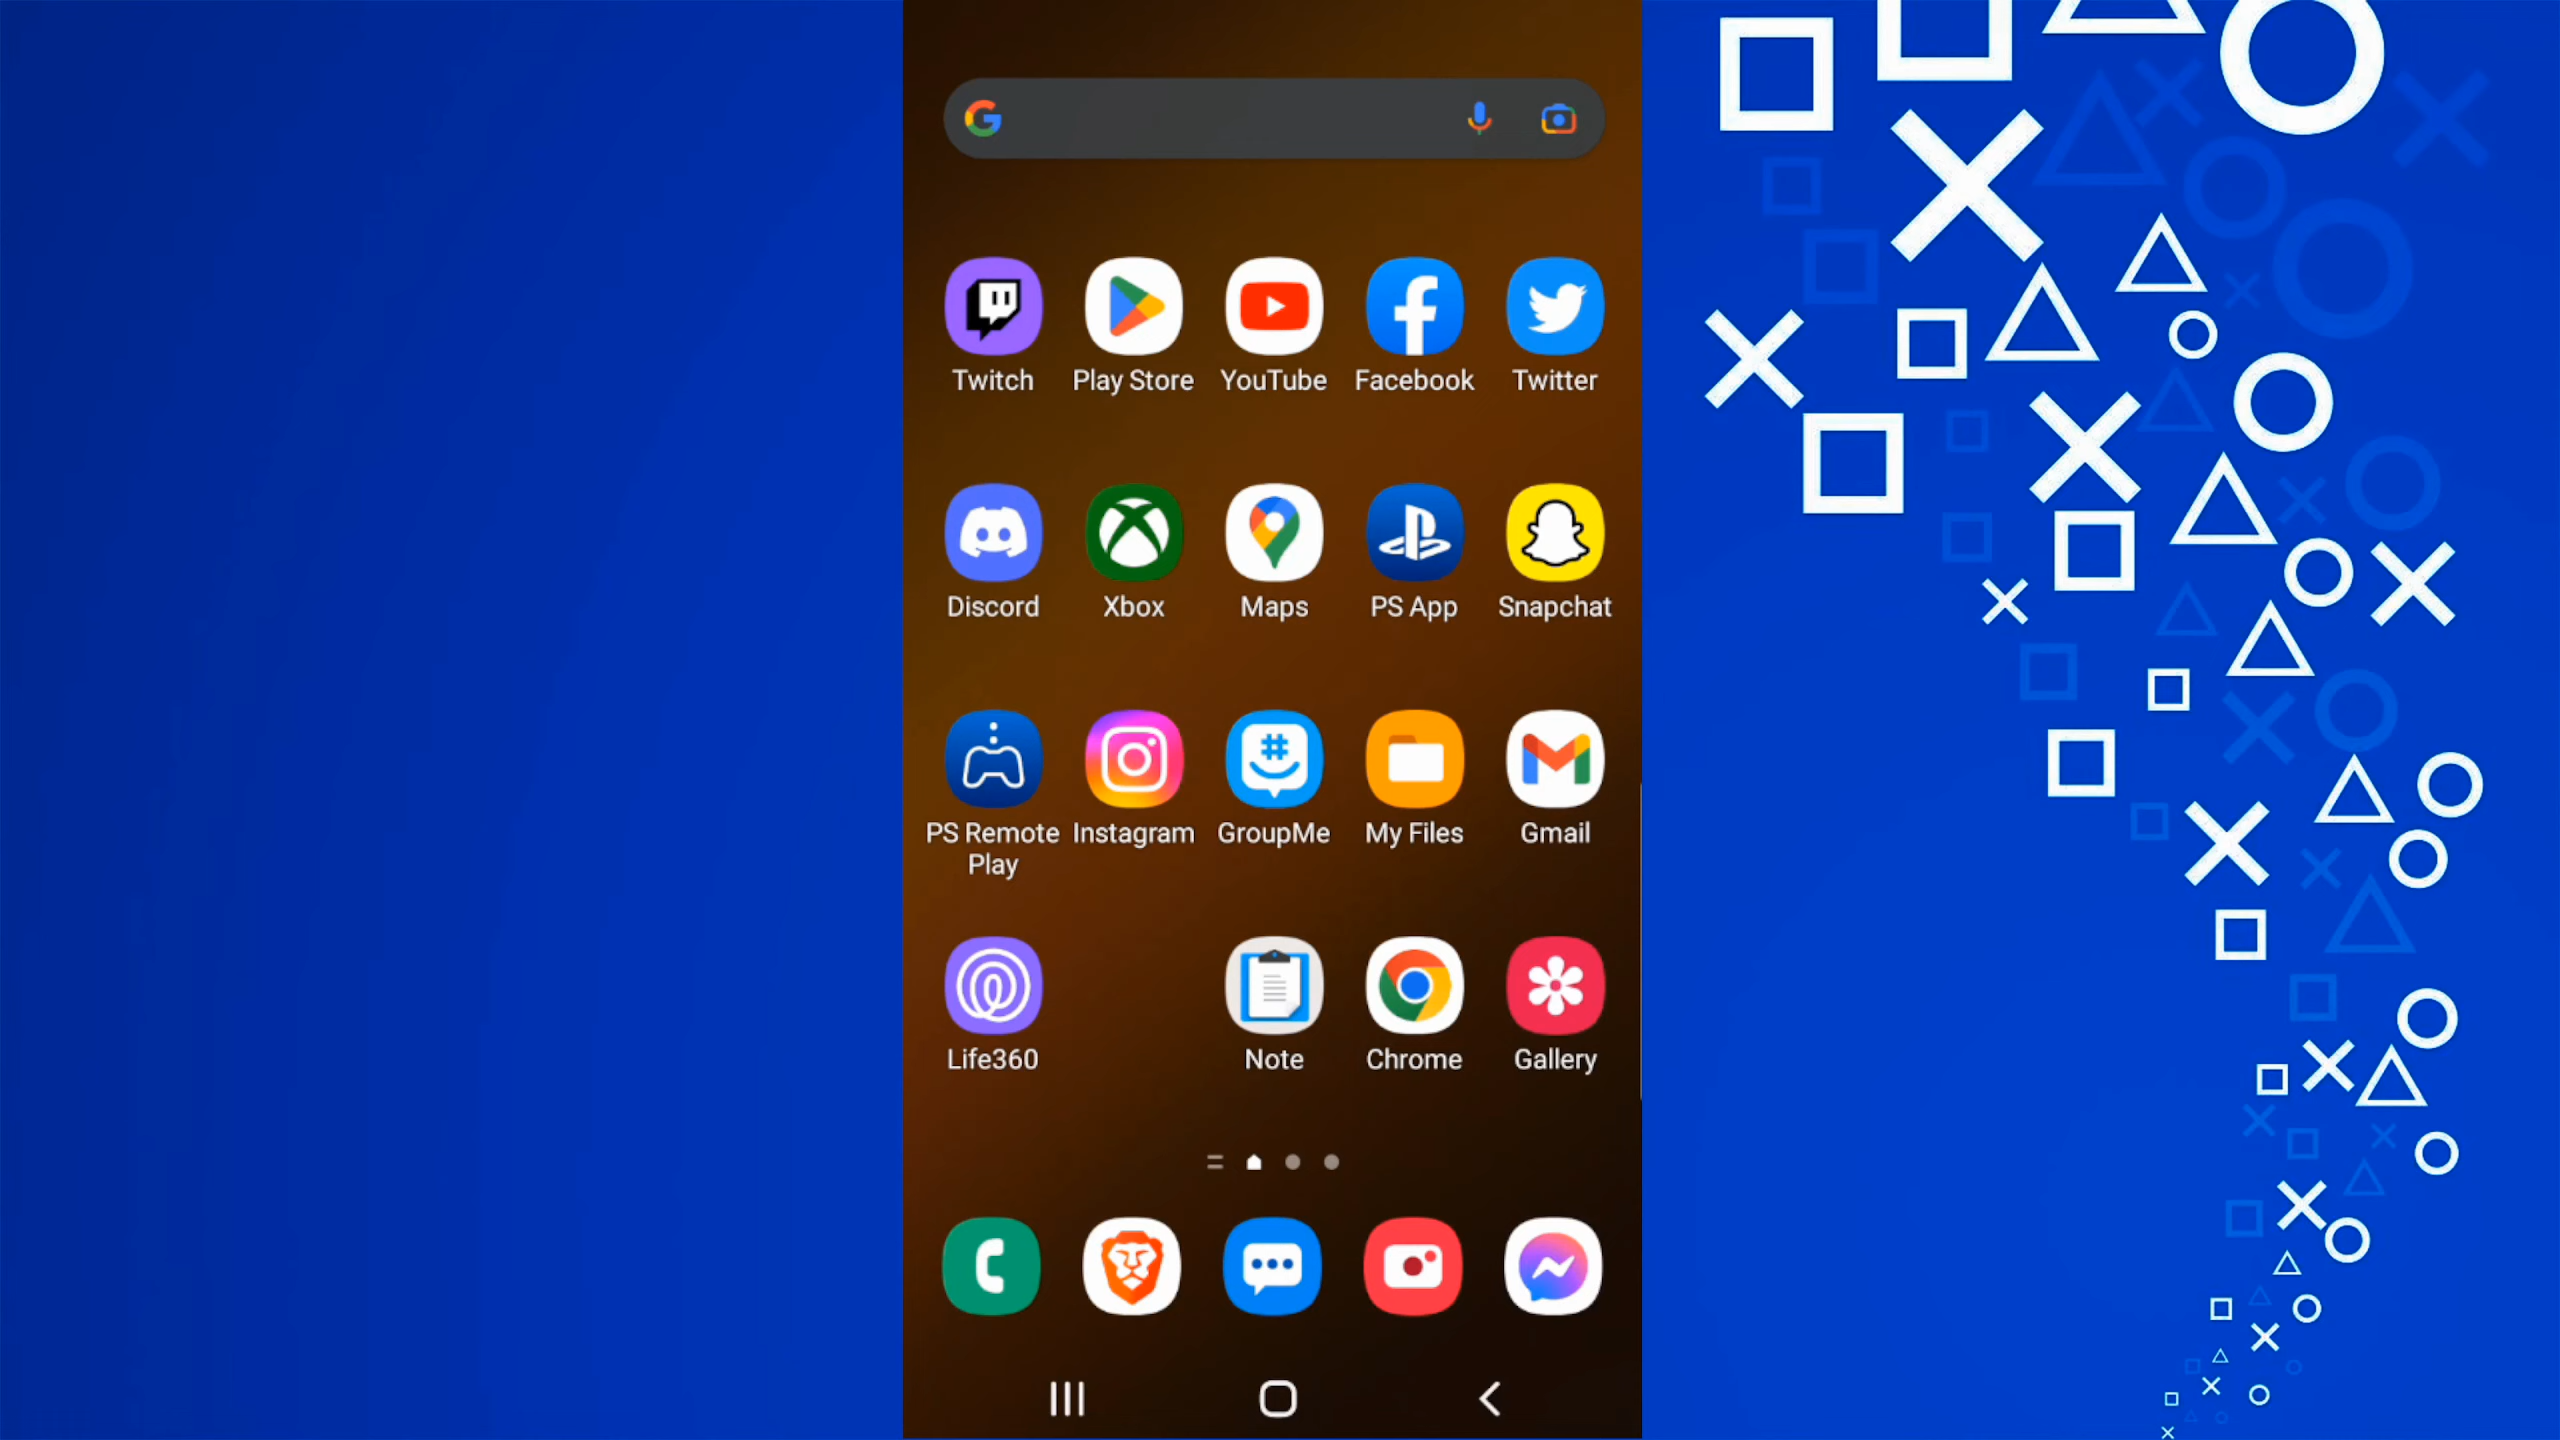 Twitch
Play Store
YouTube
Facebook
Twitter
Discord
Xbox
Maps
PS App
Snapchat
PS Remote
Play
Instagram
GroupMe
My Files
Gmail
Life360
Note
Chrome
Gallery